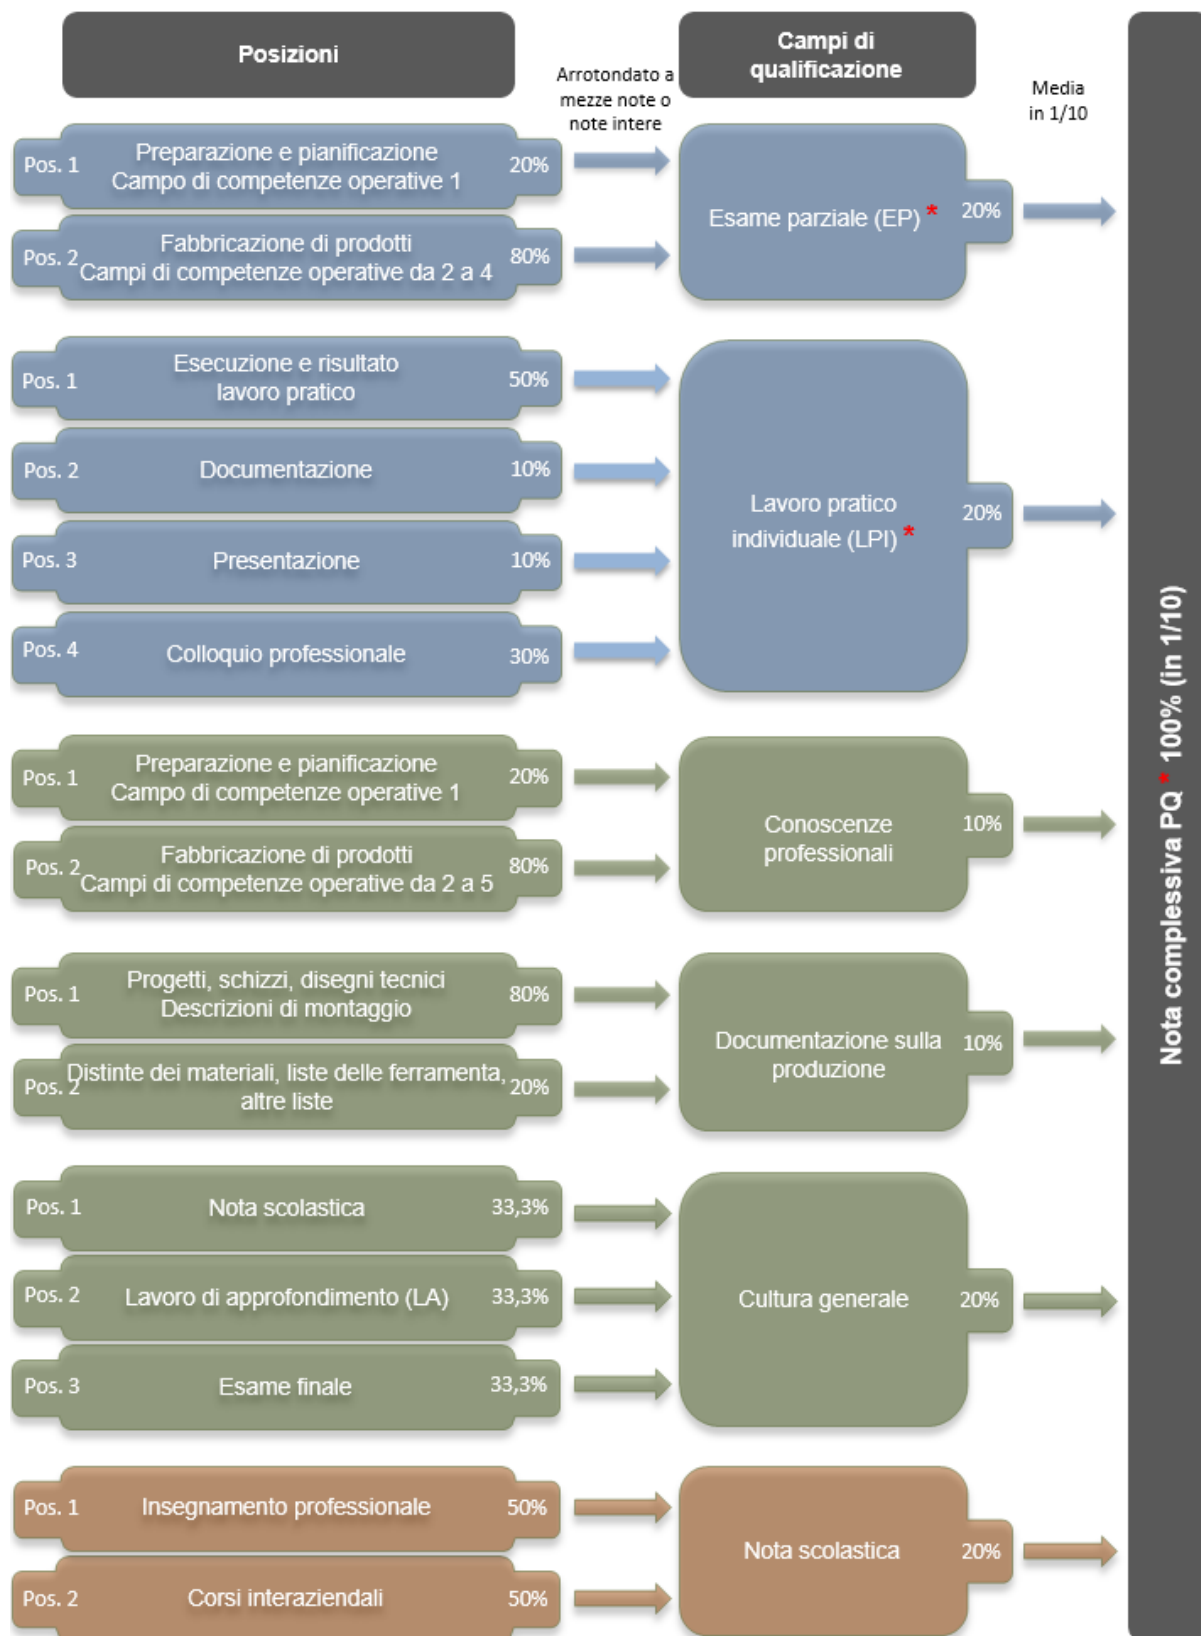 Posizioni
Campi di
qualificazione
Arrotondato a
mezze note o
note intere
Media
in 1/10
Pos. 1
Preparazione e pianificazione
Campo di competenze operative 1
20%
Pos. 2
Fabbricazione di prodotti
Campi di competenze operative da 2 a 4
80%
Esame parziale (EP) *
20%
Pos. 1
Esecuzione e risultato
lavoro pratico
50%
Pos. 2
Documentazione
10%
Pos. 3
Presentazione
10%
Pos. 4
Colloquio professionale
30%
Lavoro pratico
individuale (LPI) *
20%
Pos. 1
Preparazione e pianificazione
Campo di competenze operative 1
20%
Pos. 2
Fabbricazione di prodotti
Campi di competenze operative da 2 a 5
80%
Conoscenze
professionali
10%
Pos. 1
Progetti, schizzi, disegni tecnici
Descrizioni di montaggio
80%
Pos. 2
Distinte dei materiali, liste delle ferramenta,
altre liste
20%
Documentazione sulla
produzione
10%
Pos. 1
Nota scolastica
33,3%
Pos. 2
Lavoro di approfondimento (LA)
33,3%
Pos. 3
Esame finale
33,3%
Cultura generale
20%
Pos. 1
Insegnamento professionale
50%
Pos. 2
Corsi interaziendali
50%
Nota scolastica
20%
Nota complessiva PQ * 100% (in 1/10)